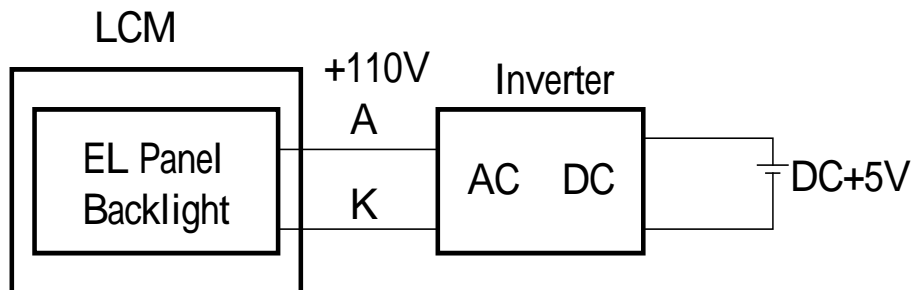 LCM
+110V
Inverter
A
EL Panel
Backlight
AC DC
DC+5V
K